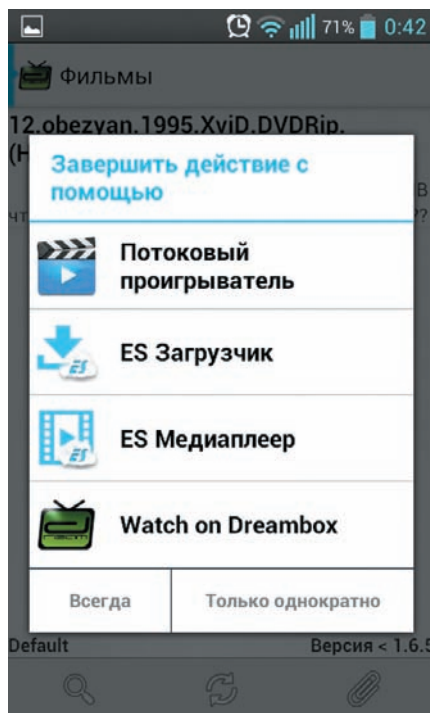 71% 0:42
Фильмы
12.obezyan.1995.XviD.DVDRip.
(H
Завершить действие с
помощью
В
чт
??
Потоковый
проигрыватель
ES Загрузчик
ES Медиаплеер
Watch on Dreambox
Всегда Только однократно
Default Версия < 1.6.5